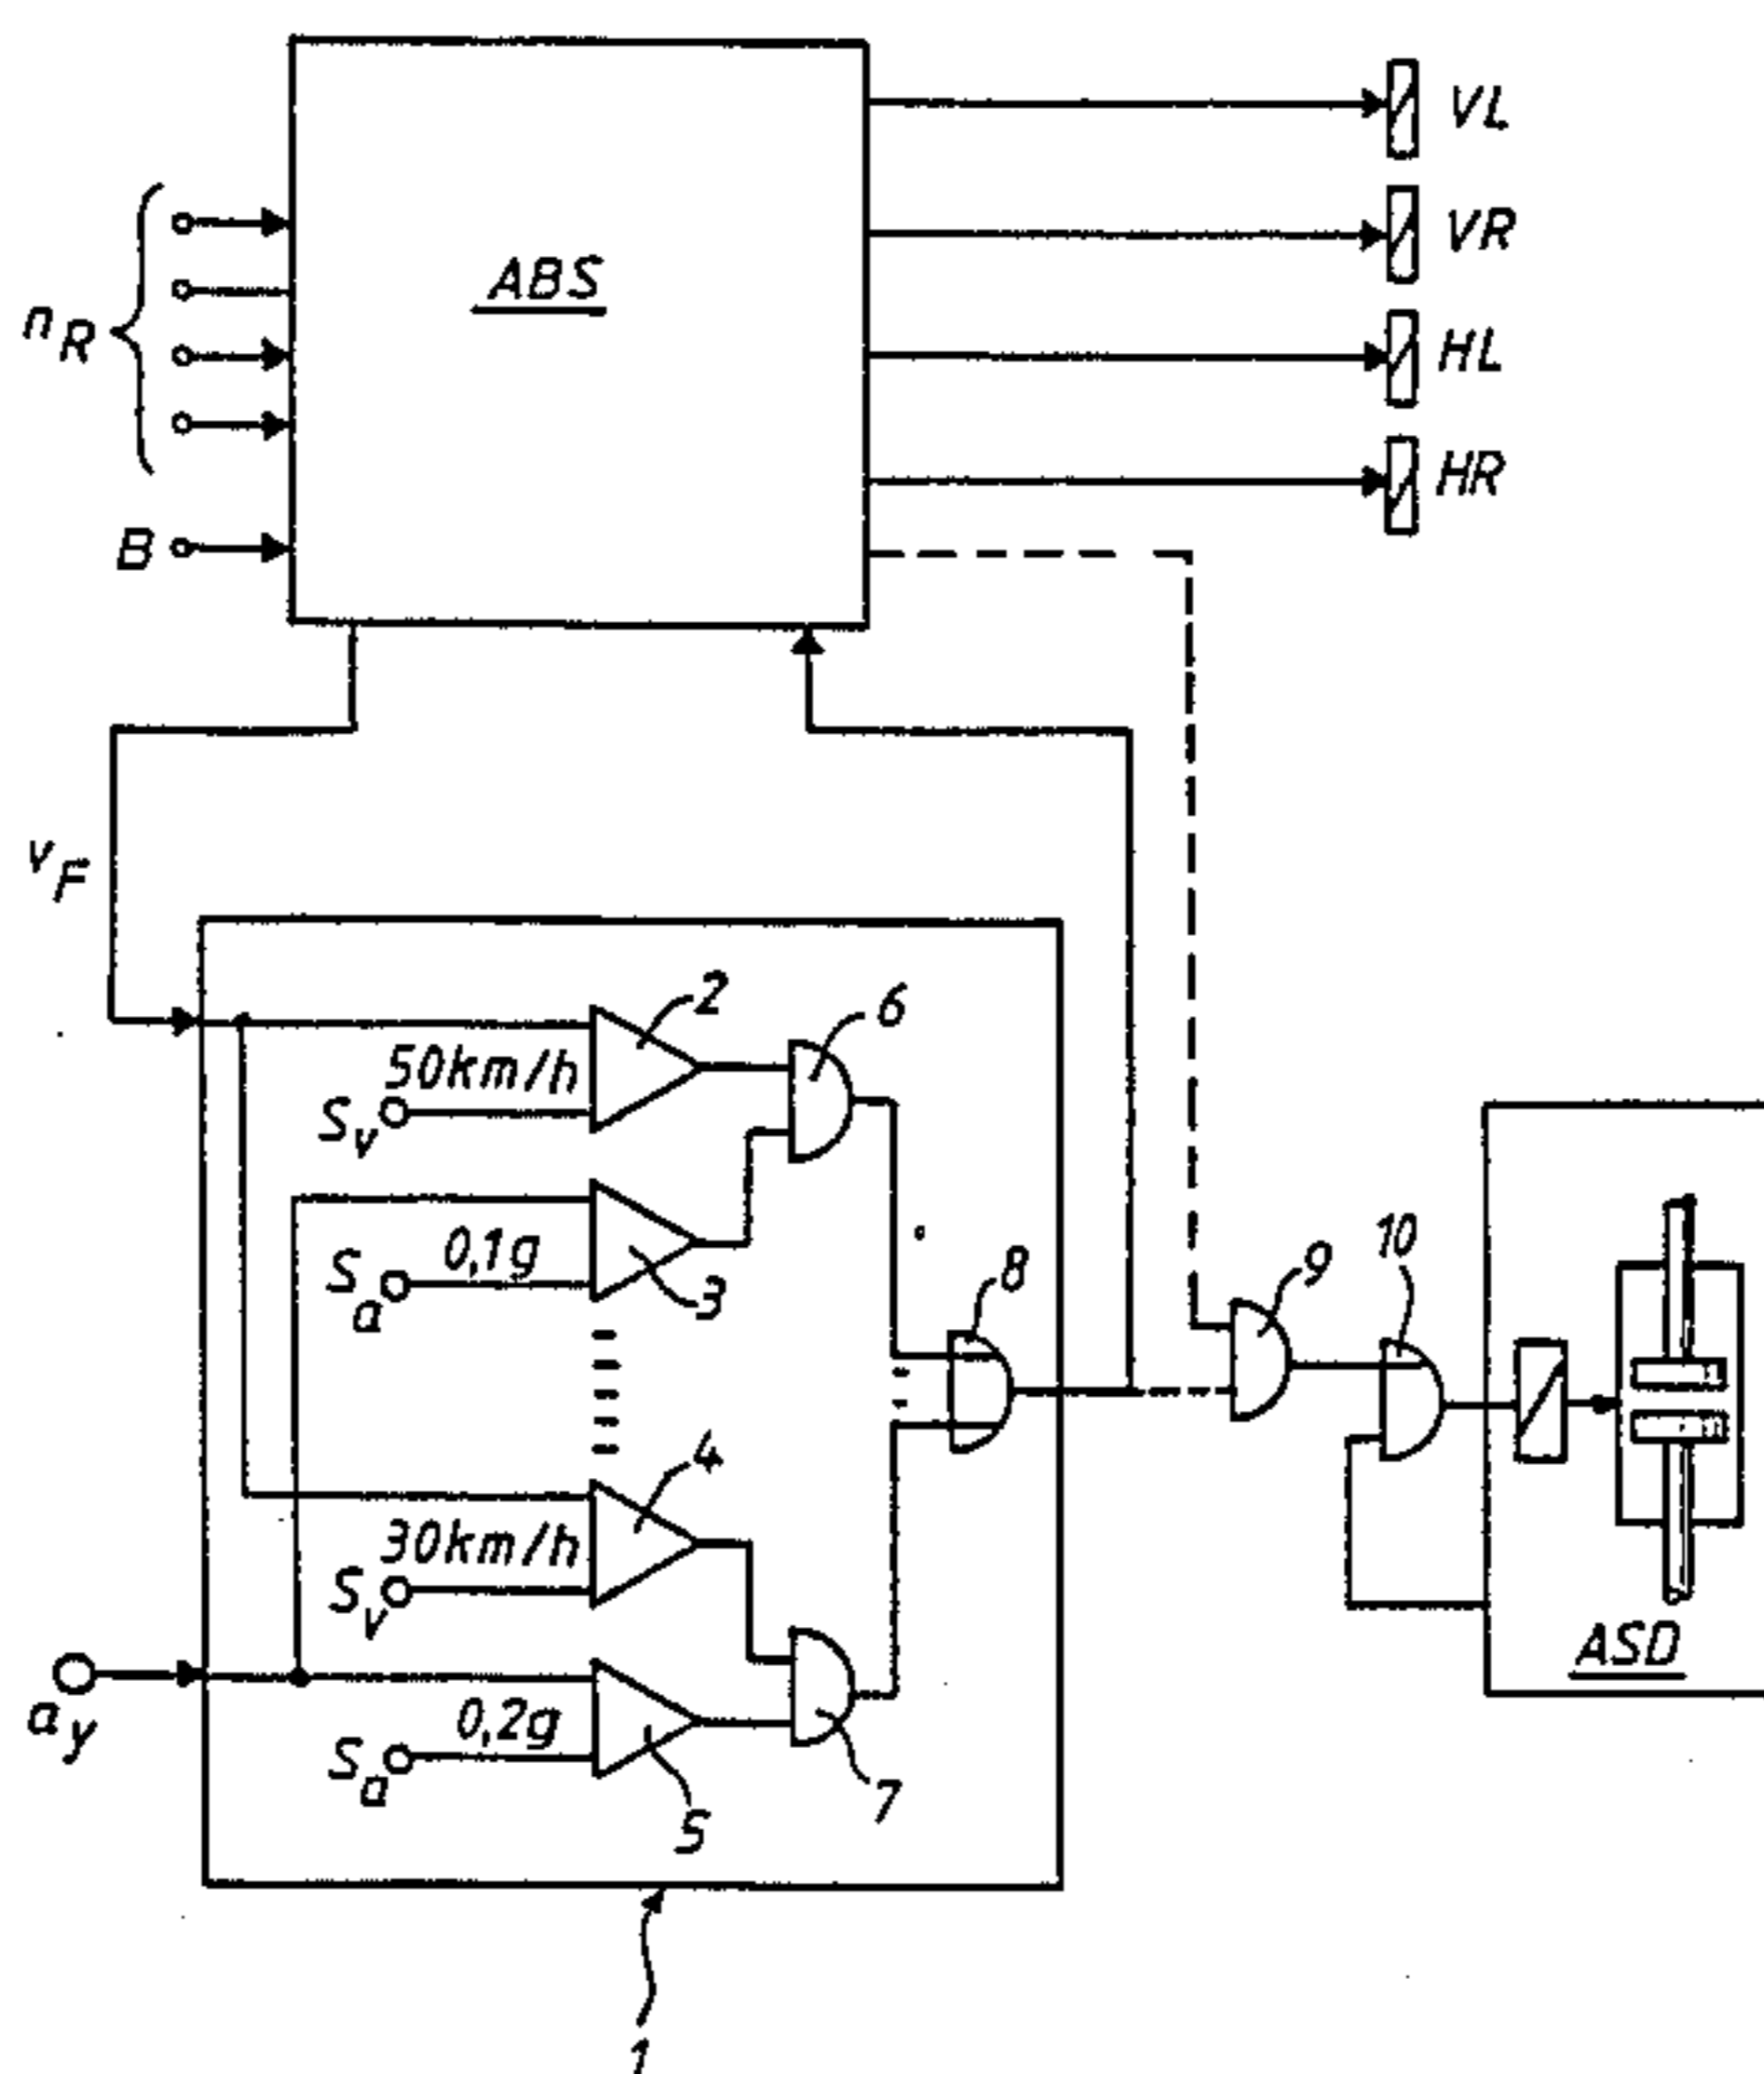 VL
VR
ABS
HL
n_R
HR
B
v_F
2
6
50km/h
S_v
0,1g
S_a
3
8
9
10
4
30km/h
S_v
ASD
a_y
0,2g
S_a
5
7
1